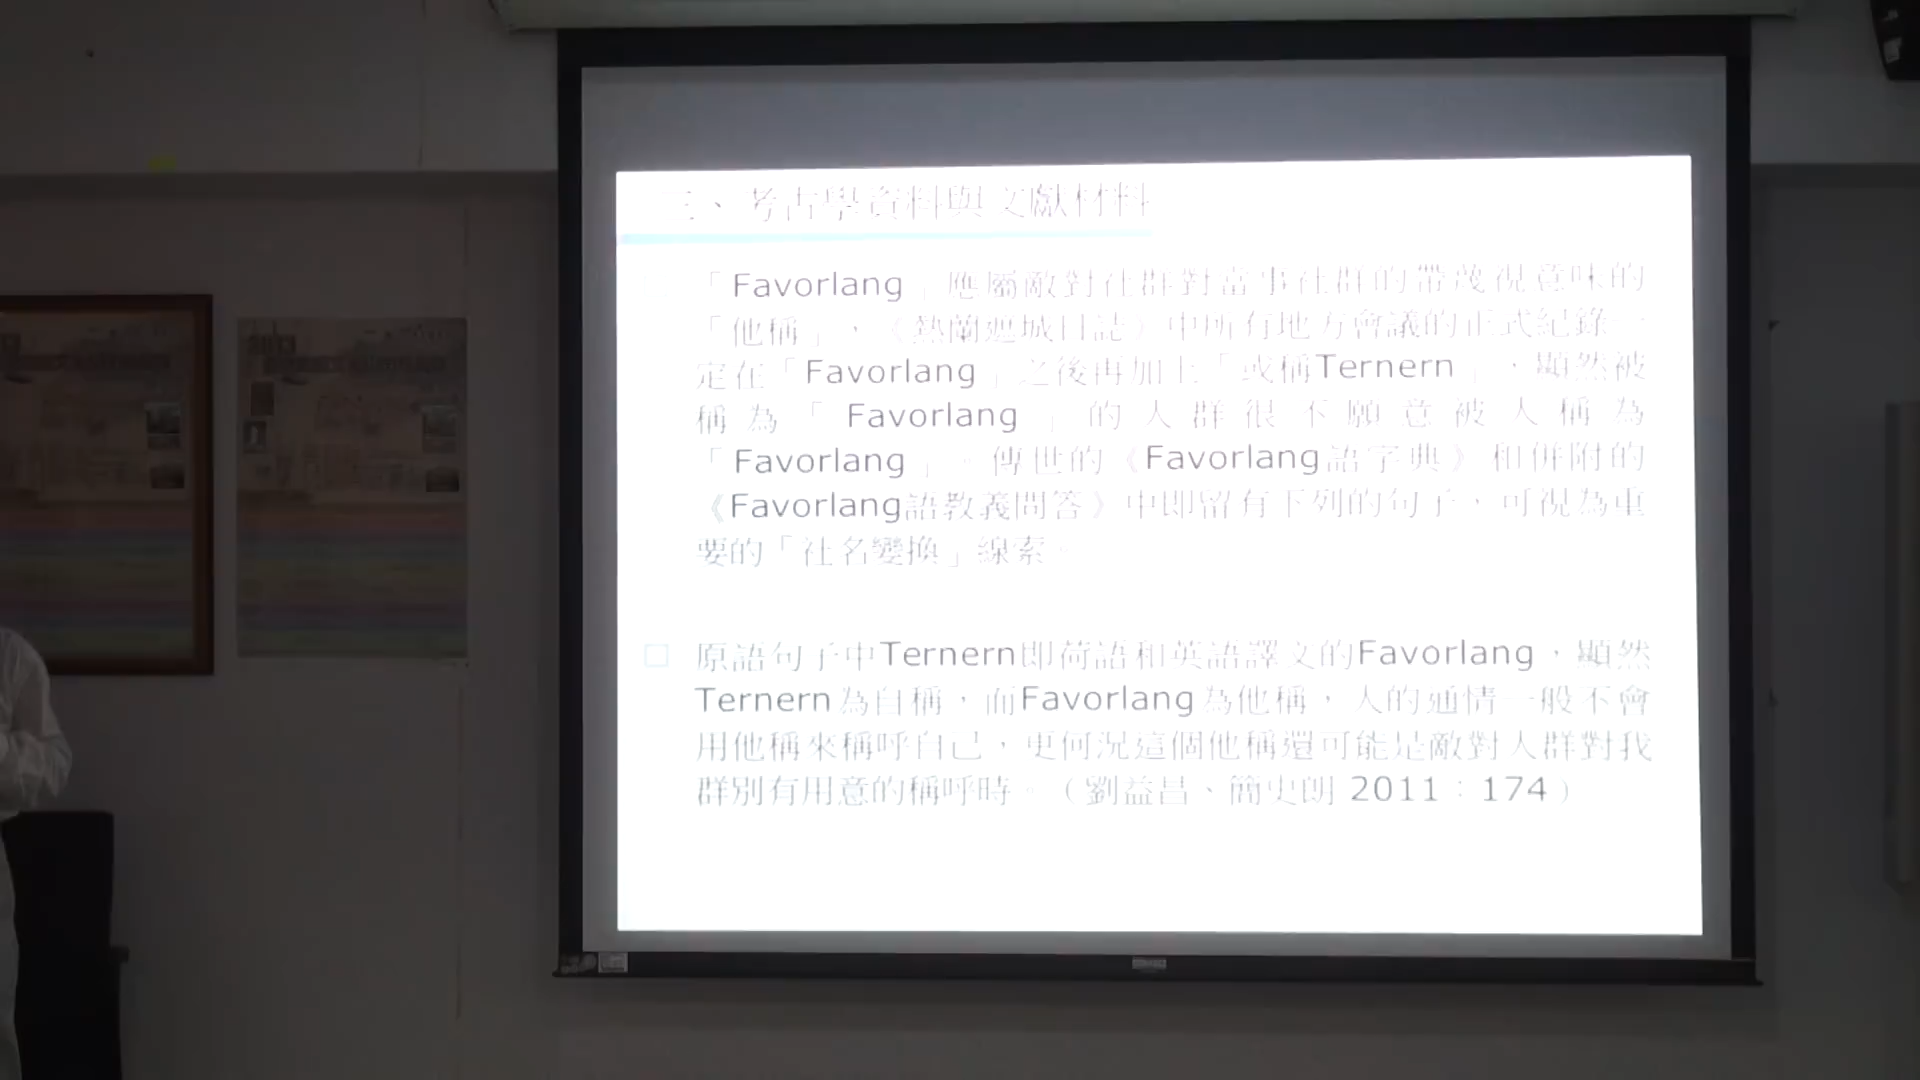 三、考古學資料與文獻材料
「Favorlang」應屬敵對社群對當事社群的帶蔑視意味的
「他稱」，《熱蘭遮城日誌》中所有地方會議的正式紀錄一
定在「Favorlang」之後再加上「或稱Ternern」，顯然被
稱為「Favorlang」的人群很不願意被人稱為
「Favorlang」。傳世的《Favorlang語字典》和併附的
《Favorlang語教義問答》中即留有下列的句子，可視為重
要的「社名變換」線索。
原語句子中Ternern即荷語和英語譯文的Favorlang，顯然
Ternern為自稱，而Favorlang為他稱，人的通情一般不會
用他稱來稱呼自己，更何況這個他稱還可能是敵對人群對我
群別有用意的稱呼時。（劉益昌、簡史朗 2011：174）